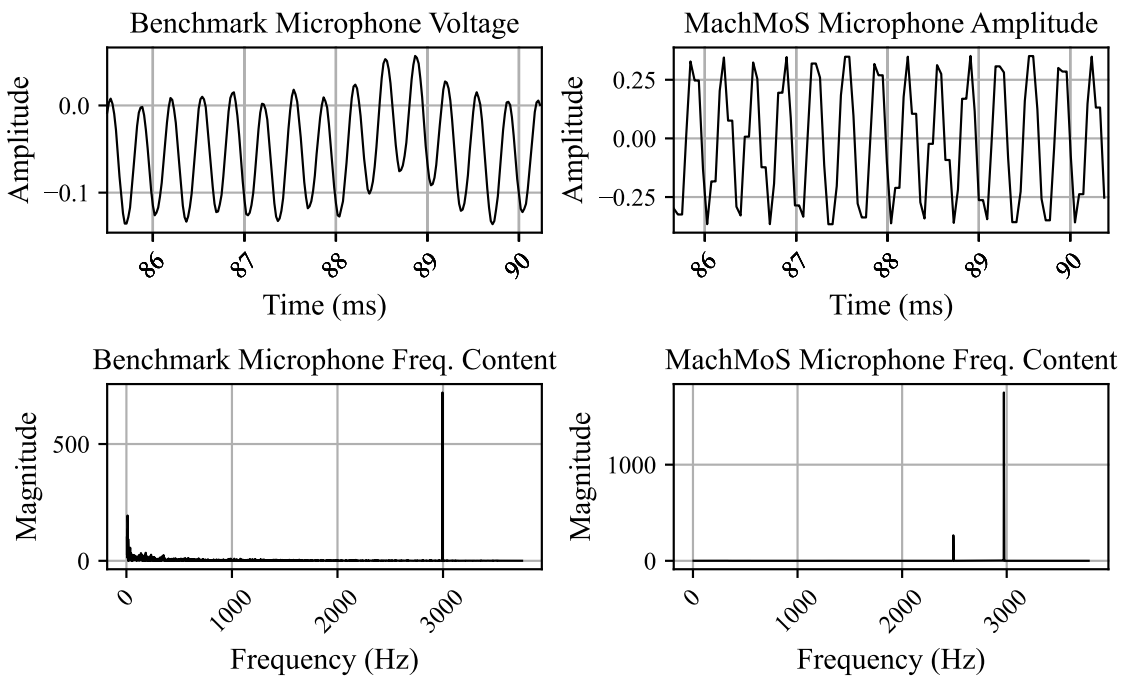 Benchmark Microphone Voltage
Amplitude
0.0
−0.1
86
87
88
89
90
Time (ms)
MachMoS Microphone Amplitude
Amplitude
0.25
0.00
−0.25
86
87
88
89
90
Time (ms)
Benchmark Microphone Freq. Content
Magnitude
500
0
0
1000
2000
3000
Frequency (Hz)
MachMoS Microphone Freq. Content
Magnitude
1000
0
0
1000
2000
3000
Frequency (Hz)